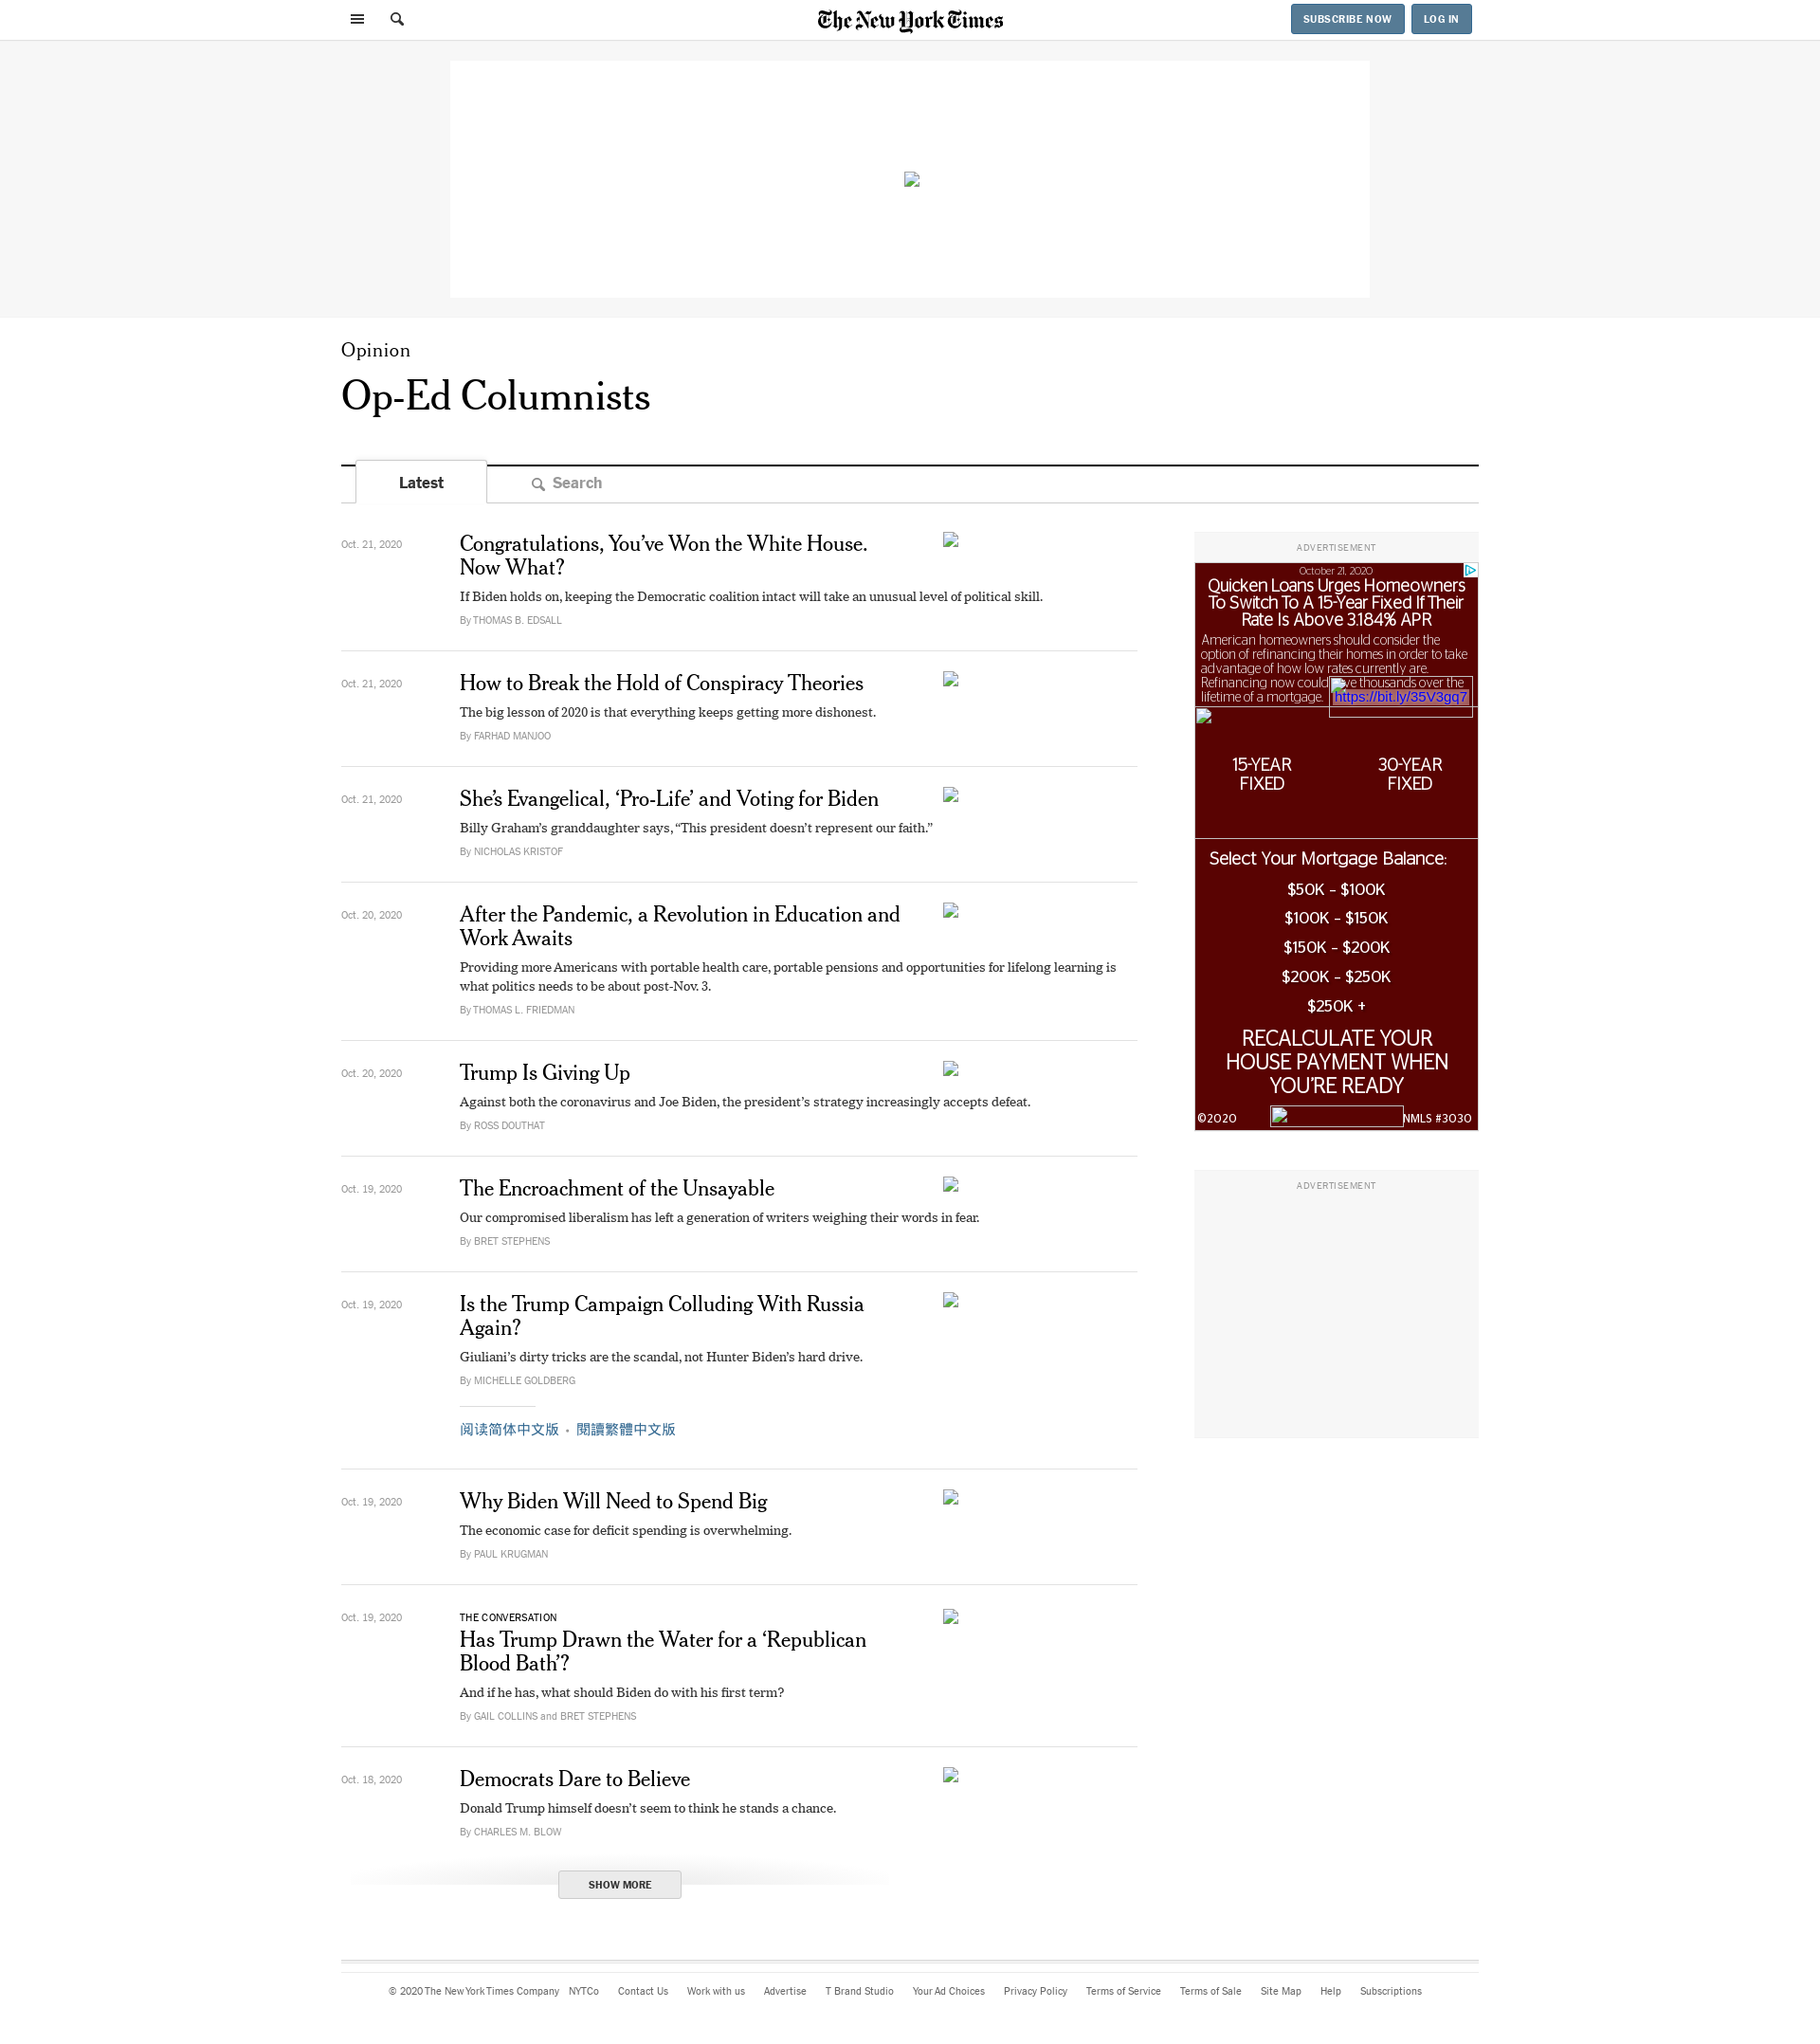 The New York Times
SUBSCRIBE NOW
LOG IN
Opinion
Op-Ed Columnists
Latest
Search
Oct. 21, 2020
Congratulations, You’ve Won the White House.
Now What?
If Biden holds on, keeping the Democratic coalition intact will take an unusual level of political skill.
By THOMAS B. EDSALL
Oct. 21, 2020
How to Break the Hold of Conspiracy Theories
The big lesson of 2020 is that everything keeps getting more dishonest.
By FARHAD MANJOO
Oct. 21, 2020
She’s Evangelical, ‘Pro-Life’ and Voting for Biden
Billy Graham’s granddaughter says, “This president doesn’t represent our faith.”
By NICHOLAS KRISTOF
Oct. 20, 2020
After the Pandemic, a Revolution in Education and
Work Awaits
Providing more Americans with portable health care, portable pensions and opportunities for lifelong learning is
what politics needs to be about post-Nov. 3.
By THOMAS L. FRIEDMAN
Oct. 20, 2020
Trump Is Giving Up
Against both the coronavirus and Joe Biden, the president’s strategy increasingly accepts defeat.
By ROSS DOUTHAT
Oct. 19, 2020
The Encroachment of the Unsayable
Our compromised liberalism has left a generation of writers weighing their words in fear.
By BRET STEPHENS
Oct. 19, 2020
Is the Trump Campaign Colluding With Russia
Again?
Giuliani’s dirty tricks are the scandal, not Hunter Biden’s hard drive.
By MICHELLE GOLDBERG
阅读简体中文版 • 閱讀繁體中文版
Oct. 19, 2020
Why Biden Will Need to Spend Big
The economic case for deficit spending is overwhelming.
By PAUL KRUGMAN
Oct. 19, 2020
THE CONVERSATION
Has Trump Drawn the Water for a ‘Republican
Blood Bath’?
And if he has, what should Biden do with his first term?
By GAIL COLLINS and BRET STEPHENS
Oct. 18, 2020
Democrats Dare to Believe
Donald Trump himself doesn’t seem to think he stands a chance.
By CHARLES M. BLOW
SHOW MORE
ADVERTISEMENT
October 21, 2020
Quicken Loans Urges Homeowners
To Switch To A 15-Year Fixed If Their
Rate Is Above 3.184% APR
American homeowners should consider the
option of refinancing their homes in order to take
advantage of how low rates currently are.
Refinancing now could thousands over the
lifetime of a mortgage.
https://bit.ly/35V3gq7
15-YEAR
FIXED
30-YEAR
FIXED
Select Your Mortgage Balance:
$50K - $100K
$100K - $150K
$150K - $200K
$200K - $250K
$250K +
RECALCULATE YOUR
HOUSE PAYMENT WHEN
YOU’RE READY
©2020
NMLS #3030
ADVERTISEMENT
© 2020 The New York Times Company NYTCo Contact Us Work with us Advertise T Brand Studio Your Ad Choices Privacy Policy Terms of Service Terms of Sale Site Map Help Subscriptions